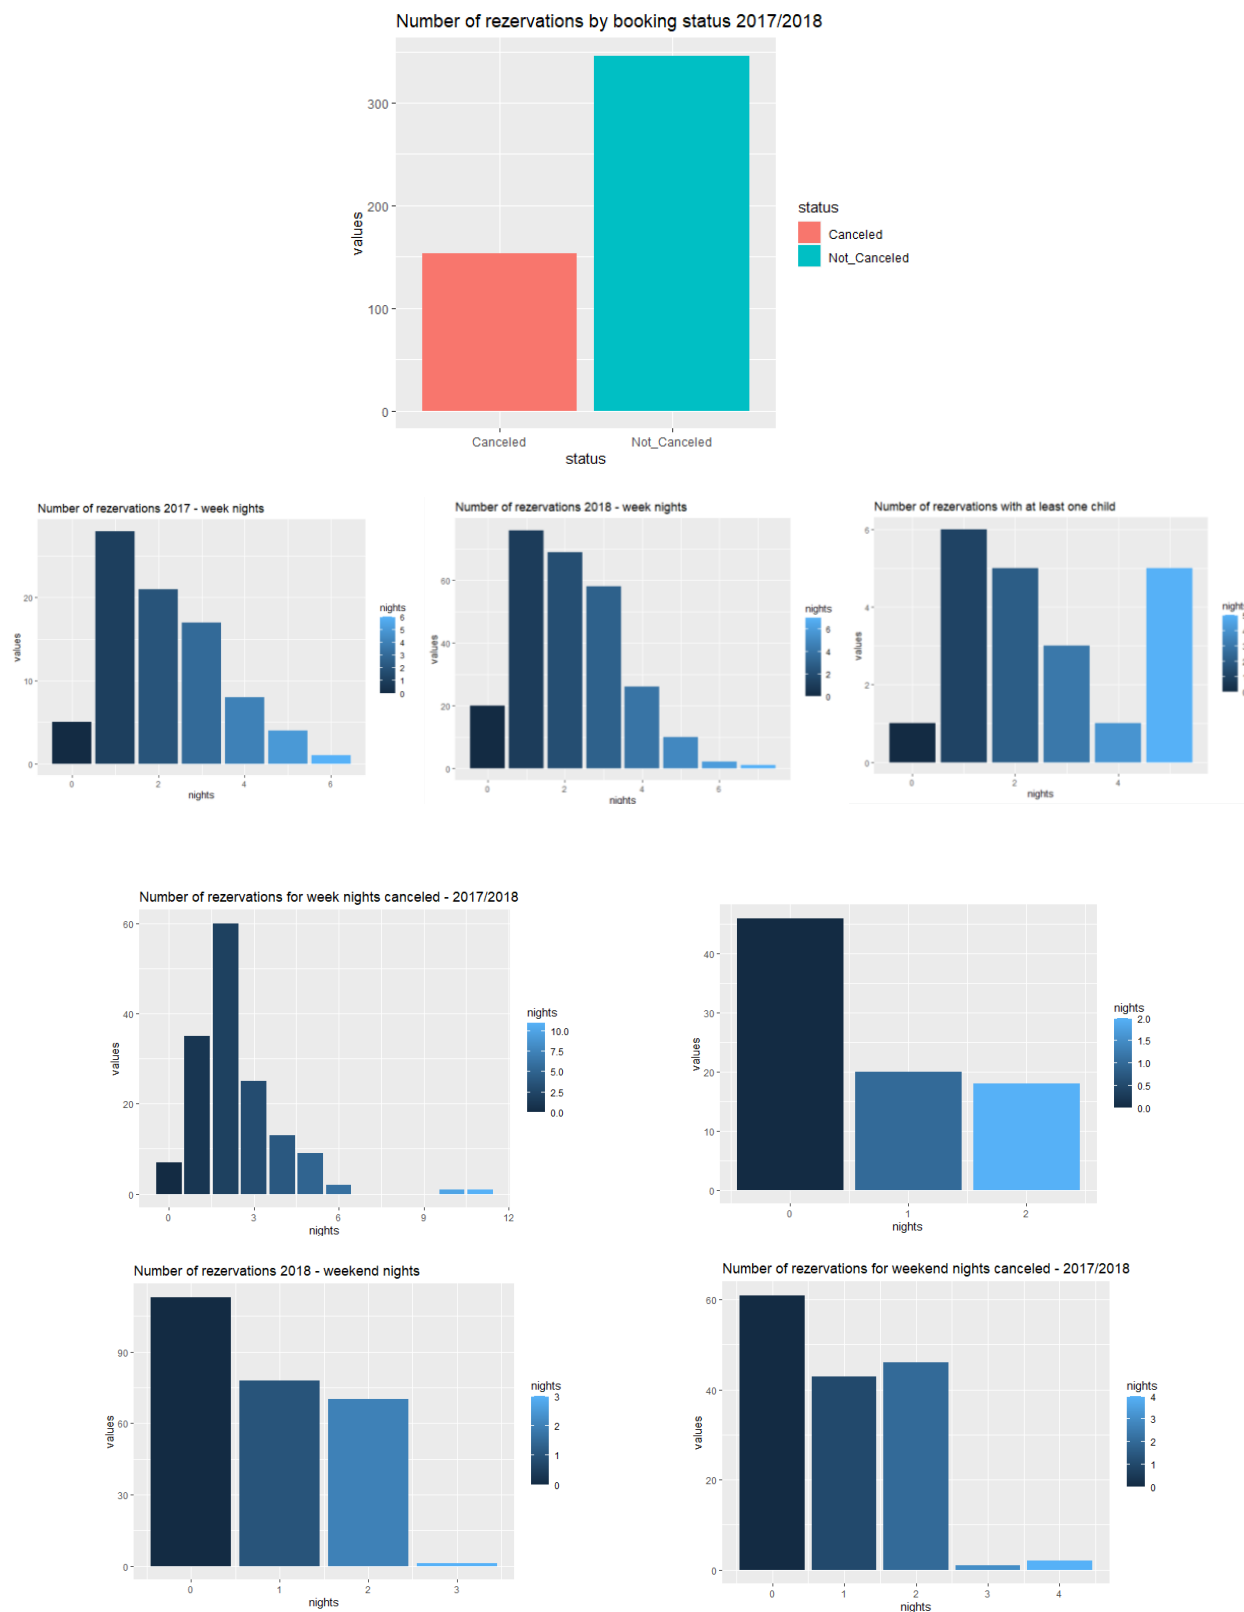 Number of rezervations by booking status 2017/2018
values
300
200
100
0
Canceled
Not_Canceled
status
status
Canceled
Not_Canceled
Number of rezervations 2017 - week nights
values
20
10
0
0
2
4
6
nights
nights
6
5
4
3
2
1
0
Number of rezervations 2018 - week nights
values
60
40
20
0
0
2
4
6
nights
nights
6
4
2
0
Number of rezervations with at least one child
values
6
4
2
0
0
2
4
nights
Number of rezervations for week nights canceled - 2017/2018
values
60
40
20
0
0
3
6
9
12
nights
nights
10.0
7.5
5.0
2.5
0.0
values
40
30
20
10
0
0
1
2
nights
nights
2.0
1.5
1.0
0.5
0.0
Number of rezervations 2018 - weekend nights
values
90
60
30
0
0
1
2
3
nights
nights
3
2
1
0
Number of rezervations for weekend nights canceled - 2017/2018
values
60
40
20
0
0
1
2
3
4
nights
nights
4
3
2
1
0